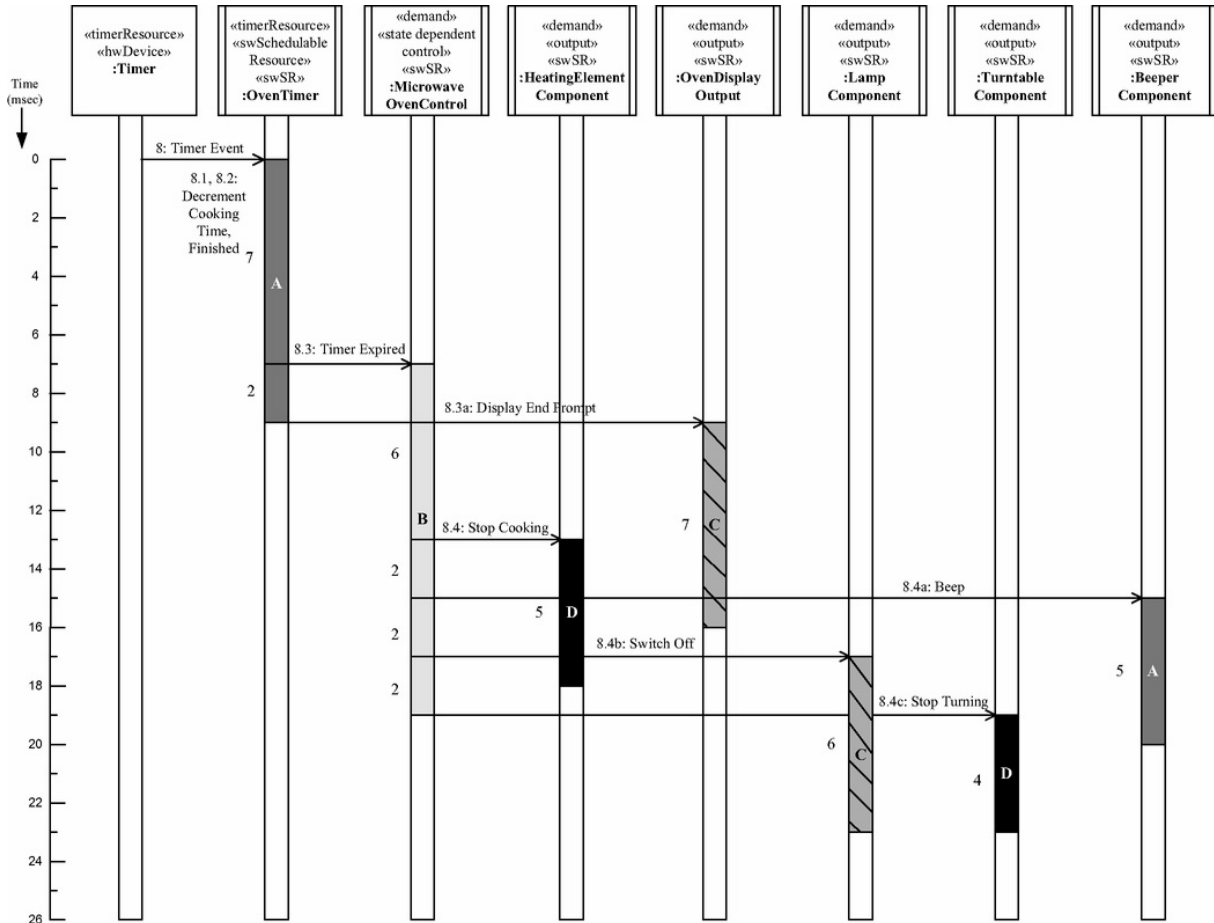 «timerResource»
«hwDevice»
:Timer
«timerResource»
«swSchedulable
Resource»
«swSR»
:OvenTimer
«demand»
«state dependent
control»
«swSR»
:Microwave
OvenControl
«demand»
«output»
«swSR»
:HeatingElement
Component
«demand»
«output»
«swSR»
:OvenDisplay
Output
«demand»
«output»
«swSR»
:Lamp
Component
«demand»
«output»
«swSR»
:Turntable
Component
«demand»
«output»
«swSR»
:Beeper
Component
Time
(msec)
0
8: Timer Event
8.1, 8.2:
Decrement
Cooking
Time,
Finished
2
7
4
A
6
8.3: Timer Expired
8
2
8.3a: Display End Prompt
10
6
12
B
8.4: Stop Cooking
7
C
14
2
8.4a: Beep
5
D
16
2
8.4b: Switch Off
18
2
5
A
8.4c: Stop Turning
20
6
C
4
D
22
24
26